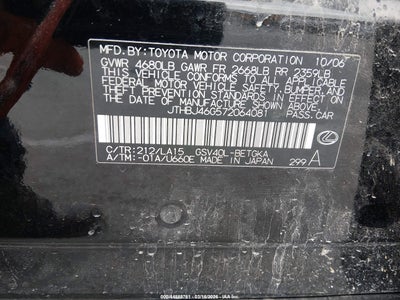 MFD.BY:TOYOTA MOTOR CORPORATION 10/06
GVWR 4680LB GAWR FR 2668LB RR 2359LB
THIS VEHICLE CONFORMS TO ALL APPLICABLE
FEDERAL MOTOR VEHICLE SAFETY, BUMPER, AND
THEFT PREVENTION STANDARDS IN EFFECT ON
THE DATE OF MANUFACTURE SHOWN ABOVE.
JTHBJ46G572064081 PASS.CAR
C/TR:212/LA15 GSV40L-BETGKA
A/TM:-01A/U660E MADE IN JAPAN 299 A